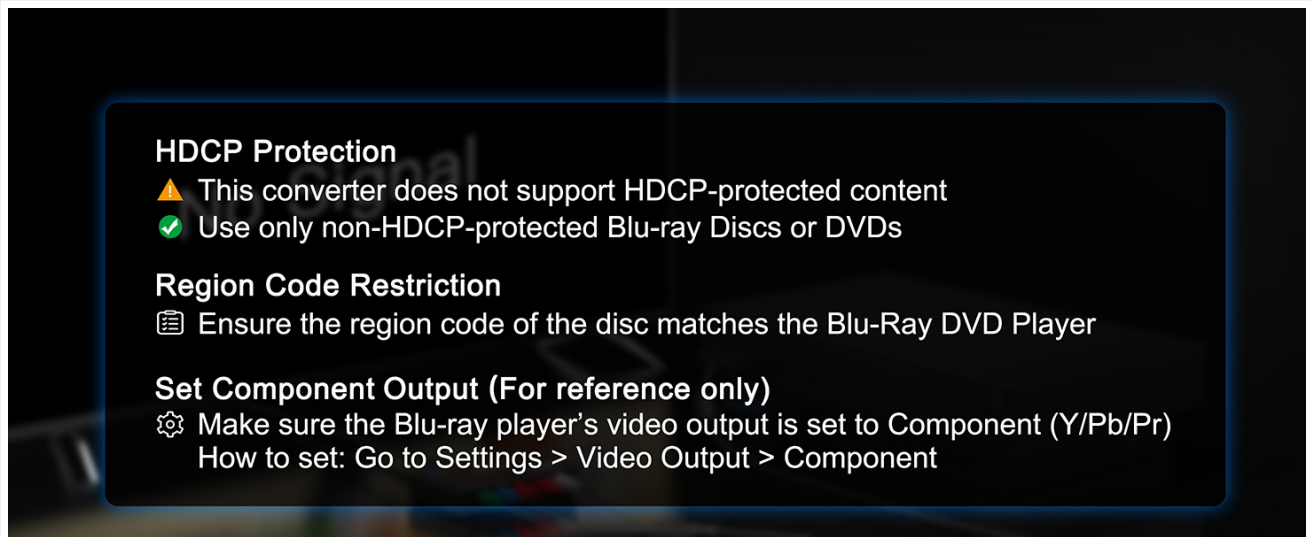 HDCP Protection
This converter does not support HDCP-protected content
Use only non-HDCP-protected Blu-ray Discs or DVDs
Region Code Restriction
Ensure the region code of the disc matches the Blu-Ray DVD Player
Set Component Output (For reference only)
Make sure the Blu-ray player's video output is set to Component (Y/Pb/Pr)
How to set: Go to Settings > Video Output > Component
No Signal